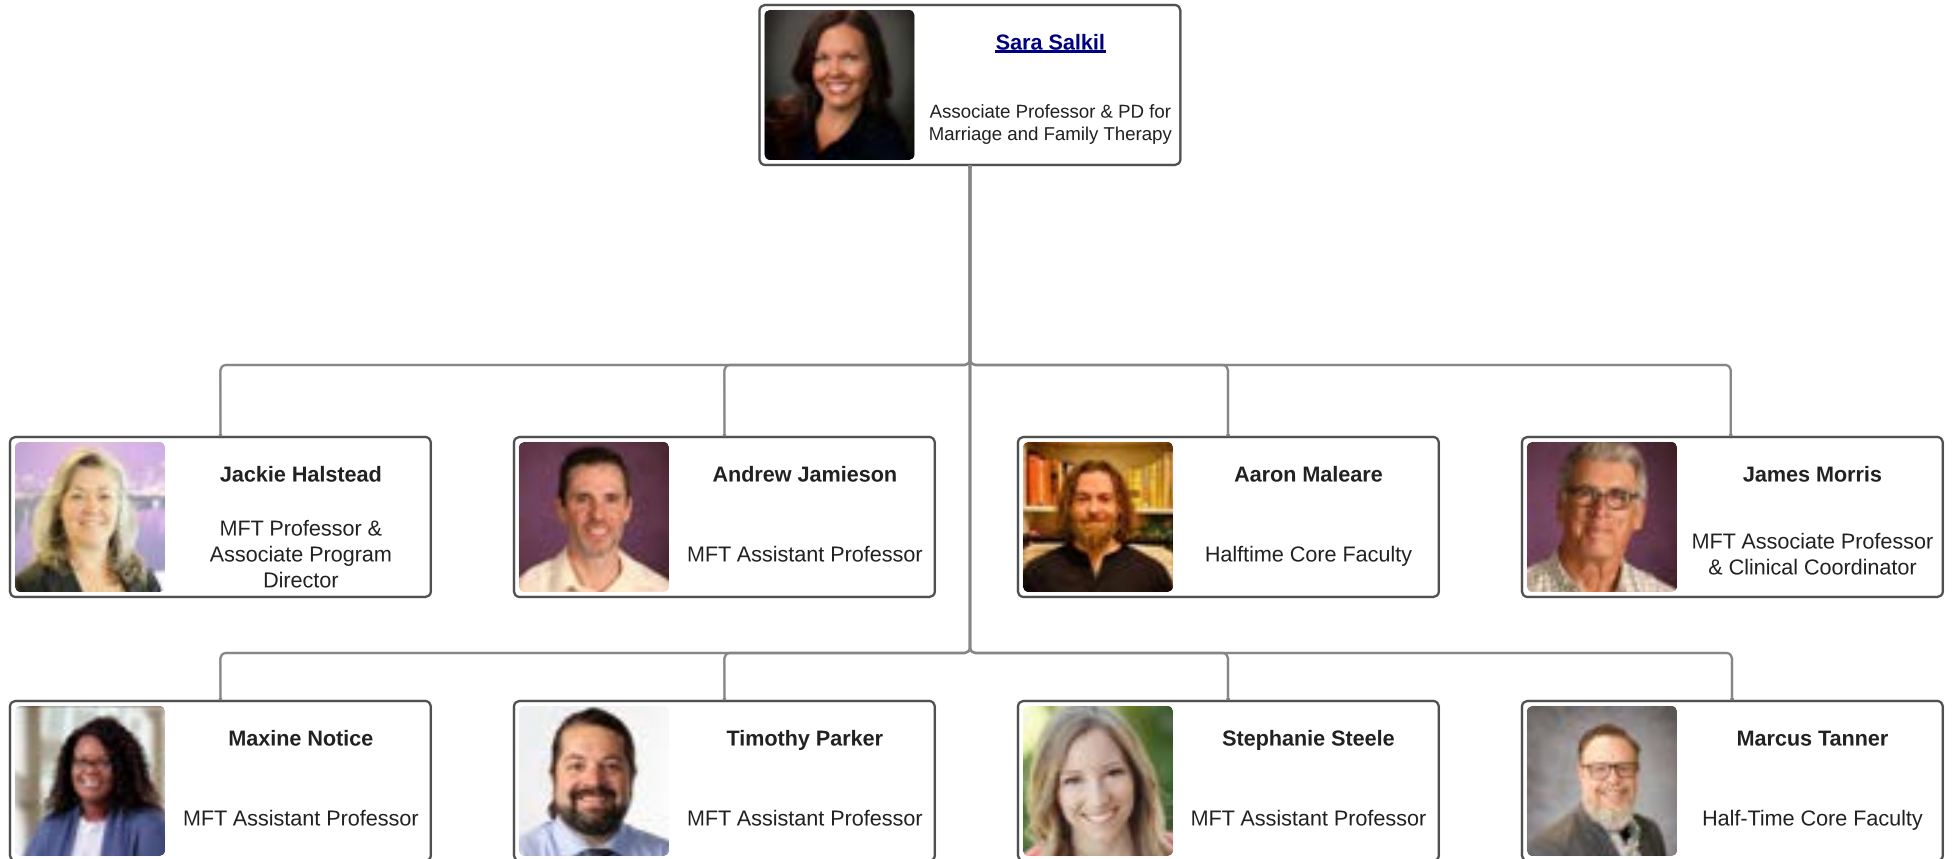 Sara Salkil
Associate Professor & PD for
Marriage and Family Therapy
Jackie Halstead
MFT Professor &
Associate Program
Director
Andrew Jamieson
MFT Assistant Professor
Aaron Maleare
Halftime Core Faculty
James Morris
MFT Associate Professor
& Clinical Coordinator
Maxine Notice
MFT Assistant Professor
Timothy Parker
MFT Assistant Professor
Stephanie Steele
MFT Assistant Professor
Marcus Tanner
Half-Time Core Faculty